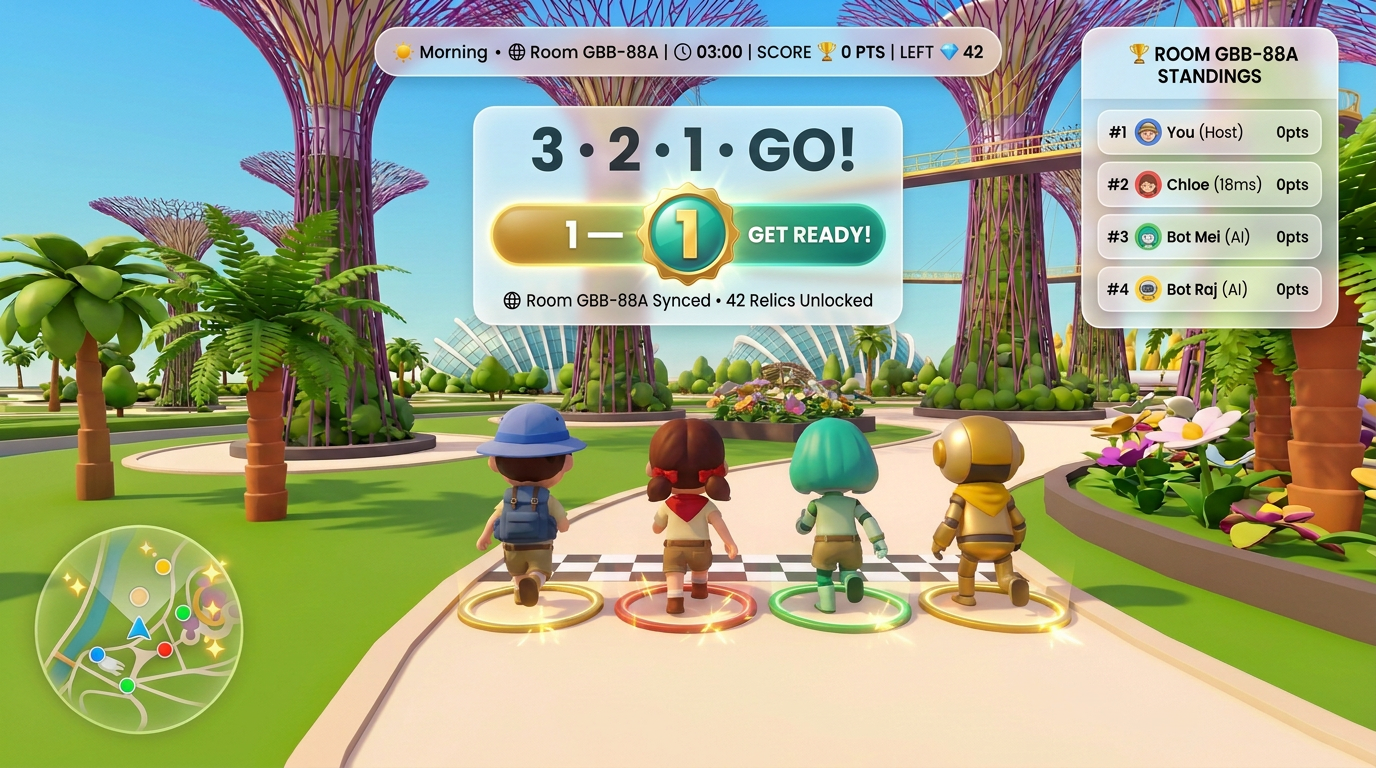 Morning • Room GBB-88A | 03:00 | SCORE 0 PTS | LEFT 42
3 • 2 • 1 • GO!
1 — 1 GET READY!
Room GBB-88A Synced • 42 Relics Unlocked
ROOM GBB-88A
STANDINGS
#1 You (Host) 0pts
#2 Chloe (18ms) 0pts
#3 Bot Mei (AI) 0pts
#4 Bot Raj (AI) 0pts